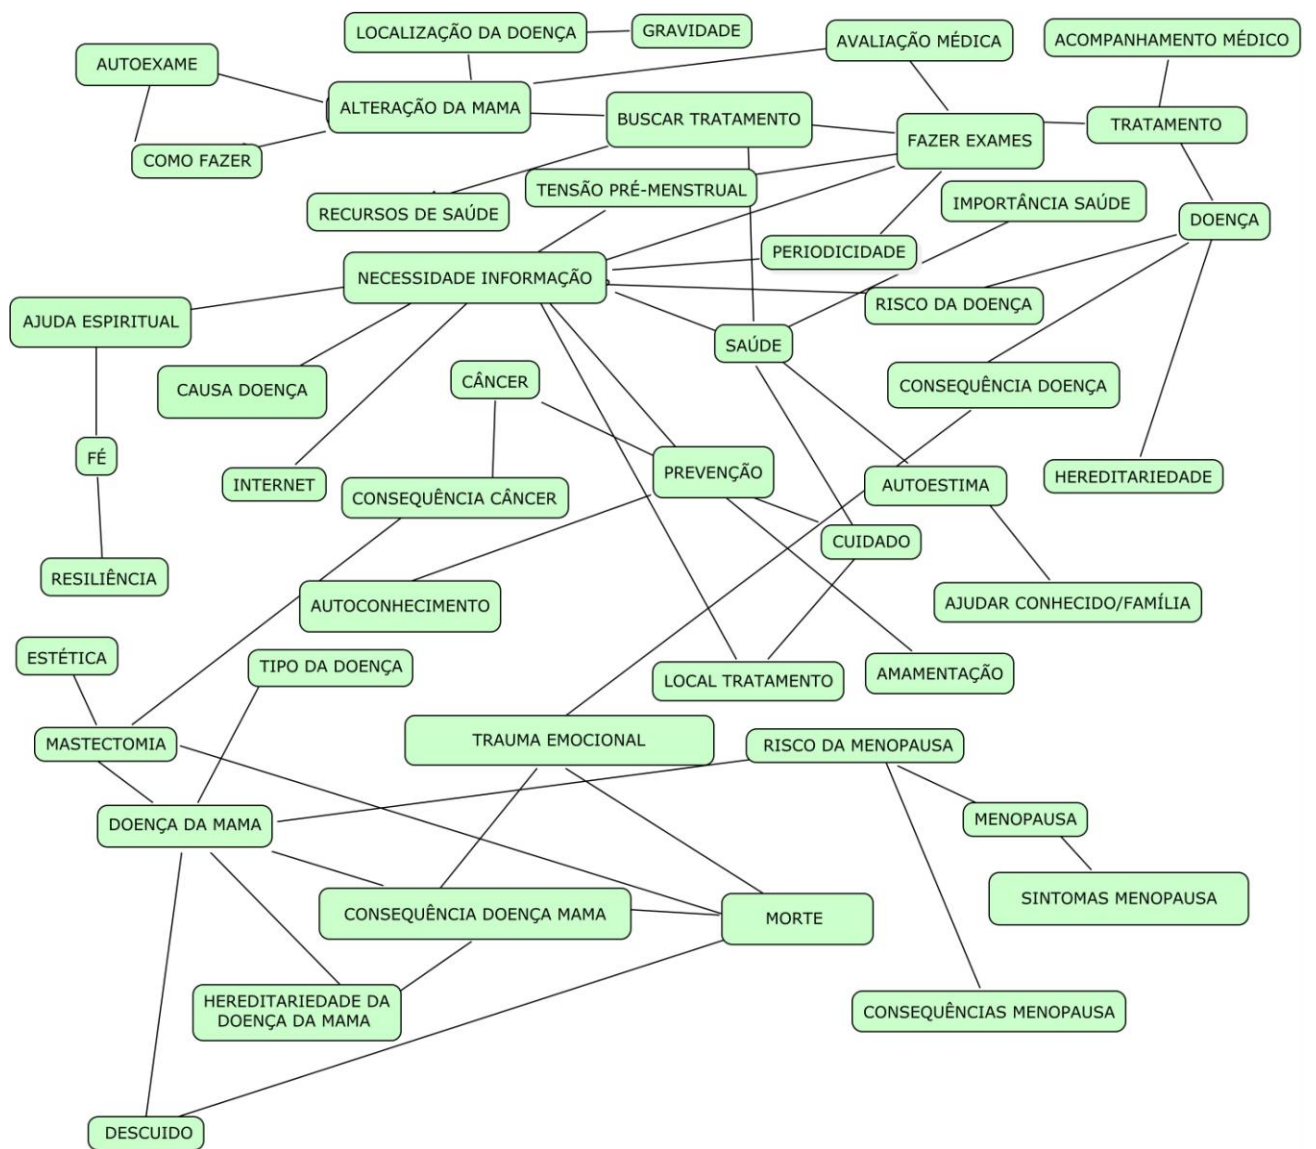 LOCALIZAÇÃO DA DOENÇA
GRAVIDADE
AVALIAÇÃO MÉDICA
ACOMPANHAMENTO MÉDICO
AUTOEXAME
ALTERAÇÃO DA MAMA
BUSCAR TRATAMENTO
TRATAMENTO
FAZER EXAMES
COMO FAZER
TENSÃO PRÉ-MENSTRUAL
IMPORTÂNCIA SAÚDE
RECURSOS DE SAÚDE
DOENÇA
PERIODICIDADE
NECESSIDADE INFORMAÇÃO
RISCO DA DOENÇA
AJUDA ESPIRITUAL
SAÚDE
CÂNCER
CONSEQUÊNCIA DOENÇA
CAUSA DOENÇA
FÉ
PREVENÇÃO
HEREDITARIEDADE
INTERNET
AUTOESTIMA
CONSEQUÊNCIA CÂNCER
CUIDADO
RESILIÊNCIA
AJUDAR CONHECIDO/FAMÍLIA
AUTOCONHECIMENTO
ESTÉTICA
TIPO DA DOENÇA
AMAMENTAÇÃO
LOCAL TRATAMENTO
TRAUMA EMOCIONAL
MASTECTOMIA
RISCO DA MENOPAUSA
MENOPAUSA
DOENÇA DA MAMA
SINTOMAS MENOPAUSA
CONSEQUÊNCIA DOENÇA MAMA
MORTE
HEREDITARIEDADE DA
DOENÇA DA MAMA
CONSEQUÊNCIAS MENOPAUSA
DESCUIDO